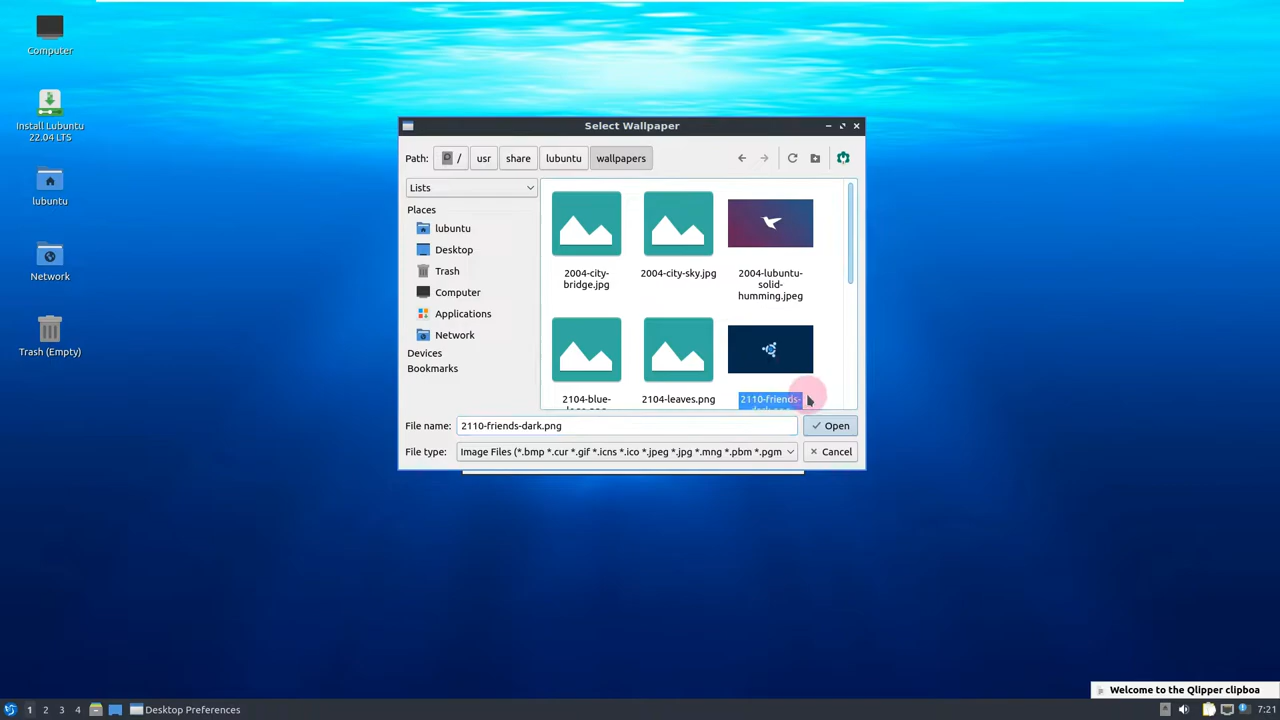 Computer
Install Lubuntu
22.04 LTS
lubuntu
Network
Trash (Empty)
Select Wallpaper
Path:
/
usr
share
lubuntu
wallpapers
Lists
Places
lubuntu
Desktop
Trash
Computer
Applications
Network
Devices
Bookmarks
2004-city-
bridge.jpg
2004-city-sky.jpg
2004-lubuntu-
solid-
humming.jpeg
2104-blue-
2104-leaves.png
2110-friends-
File name:
2110-friends-dark.png
Open
File type:
Image Files (*.bmp *.cur *.gif *.icns *.ico *.jpeg *.jpg *.mng *.pbm *.pgm
Cancel
Welcome to the Qlipper clipboa
1
2
3
4
Desktop Preferences
7:21